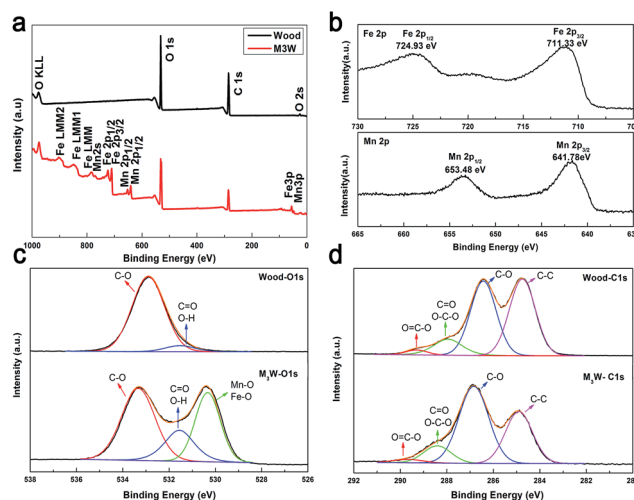 a
Wood
M3W
O KLL
O 1s
C 1s
O 2s
Fe LMM2
Fe LMM1
Fe LMM
Mn2s
Fe 2p1/2
Fe 2p3/2
Mn 2p1/2
Mn 2p1/2
Fe3p
Mn3p
Intensity (a.u)
1000 800 600 400 200 0
Binding Energy (eV)
b
Fe 2p
Fe 2p1/2
724.93 eV
Fe 2p3/2
711.33 eV
730 725 720 715 710
Mn 2p
Mn 2p1/2
653.48 eV
Mn 2p3/2
641.78eV
Intensity(a.u.)
665 660 655 650 645 640
Binding Energy (eV)
c
Wood-O1s
C-O
C=O
O-H
M3W-O1s
C-O
C=O
O-H
Mn-O
Fe-O
Intensity (a.u.)
538 536 534 532 530 528 526
Binding Energy (eV)
d
Wood-C1s
O=C-O
C=O
O-C-O
C-O
C-C
M3W- C1s
O=C-O
C=O
O-C-O
C-O
C-C
Intensity (a.u.)
292 290 288 286 284 282
Binding Energy (eV)